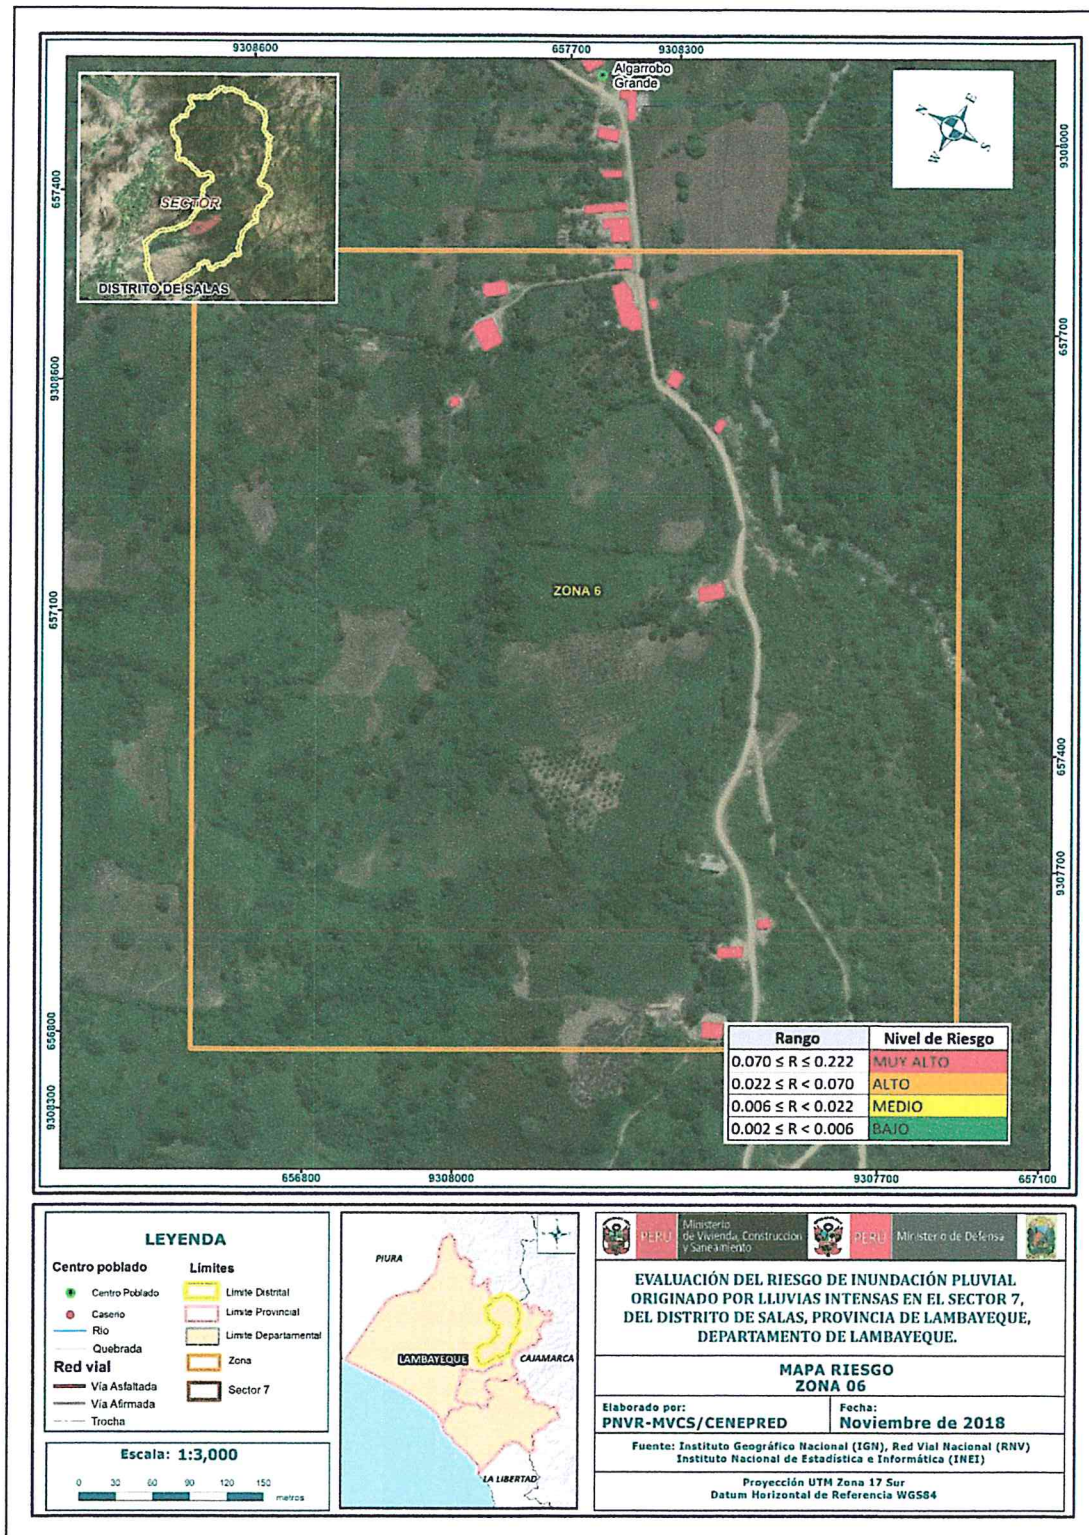 9308600
657700
9308300
Algarrobo
Grande
N
E
W
S
9308000
657400
SECTOR
DISTRITO DE SALAS
657700
9308600
ZONA 6
657100
657400
9307700
656800
9308300
Rango Nivel de Riesgo
0.070 ≤ R ≤ 0.222 MUY ALTO
0.022 ≤ R < 0.070 ALTO
0.006 ≤ R < 0.022 MEDIO
0.002 ≤ R < 0.006 BAJO
656800
9308000
9307700
657100
LEYENDA
Centro poblado
Centro Poblado
Caserio
Rio
Quebrada
Red vial
Vía Asfaltada
Vía Afirmada
Trocha
Límites
Limite Distrital
Limite Provincial
Limite Departamental
Zona
Sector 7
Escala: 1:3,000
0 30 60 90 120 150
metros
PIURA
LAMBAYEQUE
CAJAMARCA
LA LIBERTAD
PERÚ
Ministerio
de Vivienda, Construcción
y Saneamiento
PERÚ
Ministerio de Defensa
EVALUACIÓN DEL RIESGO DE INUNDACIÓN PLUVIAL
ORIGINADO POR LLUVIAS INTENSAS EN EL SECTOR 7,
DEL DISTRITO DE SALAS, PROVINCIA DE LAMBAYEQUE,
DEPARTAMENTO DE LAMBAYEQUE.
MAPA RIESGO
ZONA 06
Elaborado por:
PNVR-MVCS/CENEPRED
Fecha:
Noviembre de 2018
Fuente: Instituto Geográfico Nacional (IGN), Red Vial Nacional (RNV)
Instituto Nacional de Estadística e Informática (INEI)
Proyección UTM Zona 17 Sur
Datum Horizontal de Referencia WGS84